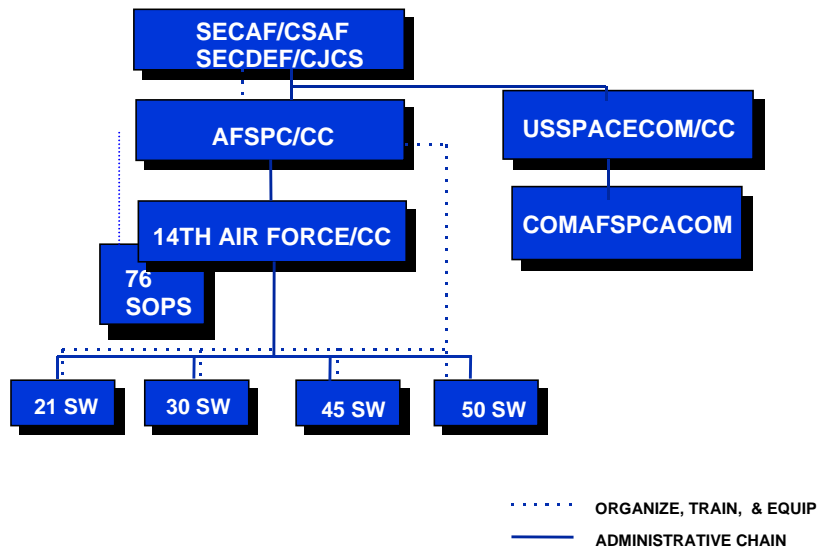 SECAF/CSAF
SECDEF/CJCS
AFSPC/CC
USSPACECOM/CC
14TH AIR FORCE/CC
COMAFSPCACOM
76
SOPS
21 SW
30 SW
45 SW
50 SW
ORGANIZE, TRAIN, & EQUIP
ADMINISTRATIVE CHAIN